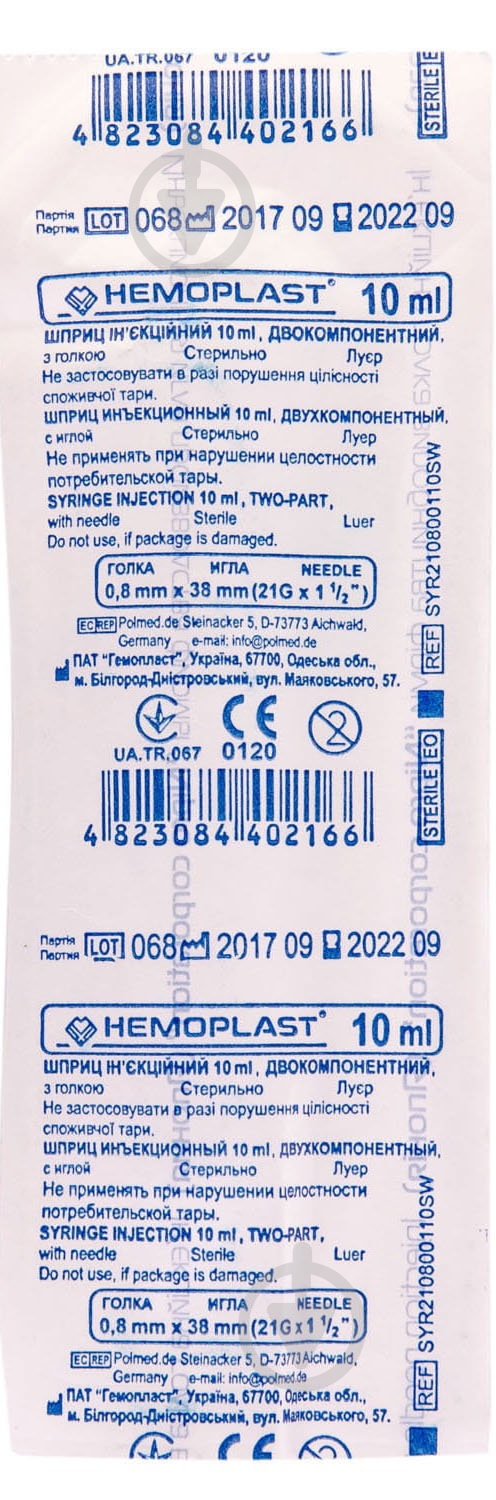 UA.TR.067 0120
STERILE EO
4 823084 402166
Партія
Партия LOT 068 2017 09 2022 09
HEMOPLAST® 10 ml
ШПРИЦ ІН'ЄКЦІЙНИЙ 10 ml, ДВОКОМПОНЕНТНИЙ,
з голкою Стерильно Луєр
Не застосовувати в разі порушення цілісності
споживчої тари.
ШПРИЦ ИНЪЕКЦИОННЫЙ 10 ml, ДВУХКОМПОНЕНТНЫЙ,
с иглой Стерильно Луер
Не применять при нарушении целостности
потребительской тары.
SYRINGE INJECTION 10 ml, TWO-PART,
with needle Sterile Luer
Do not use, if package is damaged.
ГОЛКА ИГЛА NEEDLE
0,8 mm x 38 mm (21G x 1 1/2")
EC REP Polmed.de Steinacker 5, D-73773 Aichwald,
Germany e-mail: info@polmed.de
ПАТ "Гемопласт", Україна, 67700, Одеська обл.,
м. Білгород-Дністровський, вул. Маяковського, 57.
REF SYR210800110SW
CE 2
UA.TR.067 0120
STERILE EO
4 823084 402166
Партія
Партия LOT 068 2017 09 2022 09
HEMOPLAST® 10 ml
ШПРИЦ ІН'ЄКЦІЙНИЙ 10 ml, ДВОКОМПОНЕНТНИЙ,
з голкою Стерильно Луєр
Не застосовувати в разі порушення цілісності
споживчої тари.
ШПРИЦ ИНЪЕКЦИОННЫЙ 10 ml, ДВУХКОМПОНЕНТНЫЙ,
с иглой Стерильно Луер
Не применять при нарушении целостности
потребительской тары.
SYRINGE INJECTION 10 ml, TWO-PART,
with needle Sterile Luer
Do not use, if package is damaged.
ГОЛКА ИГЛА NEEDLE
0,8 mm x 38 mm (21G x 1 1/2")
EC REP Polmed.de Steinacker 5, D-73773 Aichwald,
Germany e-mail: info@polmed.de
ПАТ "Гемопласт", Україна, 67700, Одеська обл.,
м. Білгород-Дністровський, вул. Маяковського, 57.
REF SYR210800110SW
CE